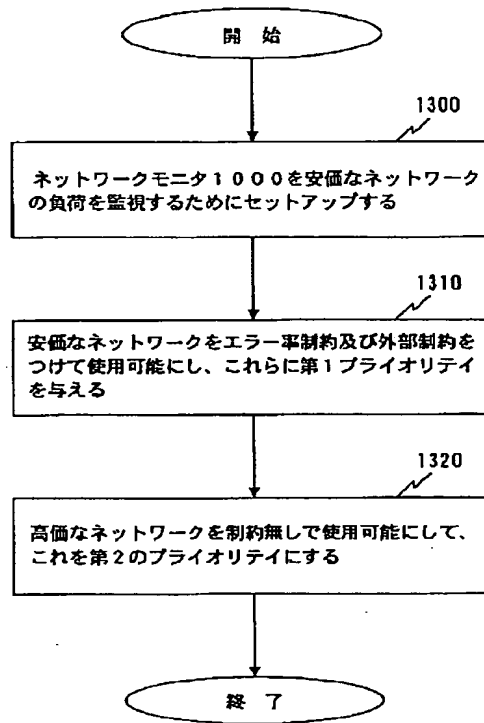 開 始
1300
ネットワークモニタ1000を安価なネットワーク
の負荷を監視するためにセットアップする
1310
安価なネットワークをエラー率制約及び外部制約を
つけて使用可能にし、これらに第1プライオリテイ
を与える
1320
高価なネットワークを制約無しで使用可能にして、
これを第2のプライオリテイにする
終 了